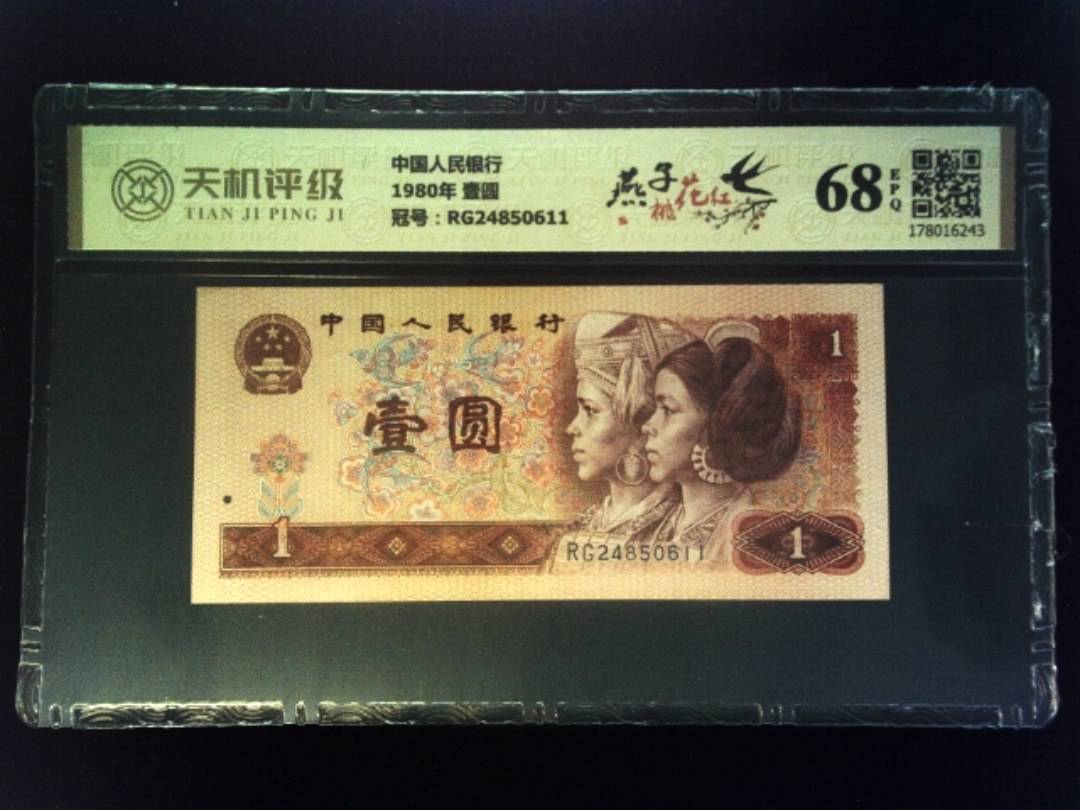 天机评级
TIAN JI PING JI
中国人民银行
1980年 壹圆
冠号：RG24850611
燕子
桃花红
68
EPQ
178016243
中国人民银行
1
壹圆
1
RG24850611
1